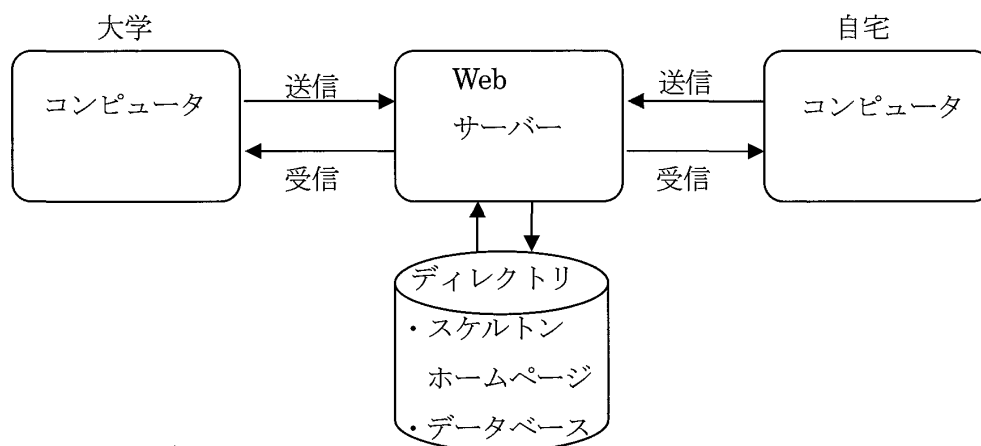 大学
自宅
コンピュータ
送信
受信
Web
サーバー
送信
受信
コンピュータ
ディレクトリ
・スケルトン
ホームページ
・データベース